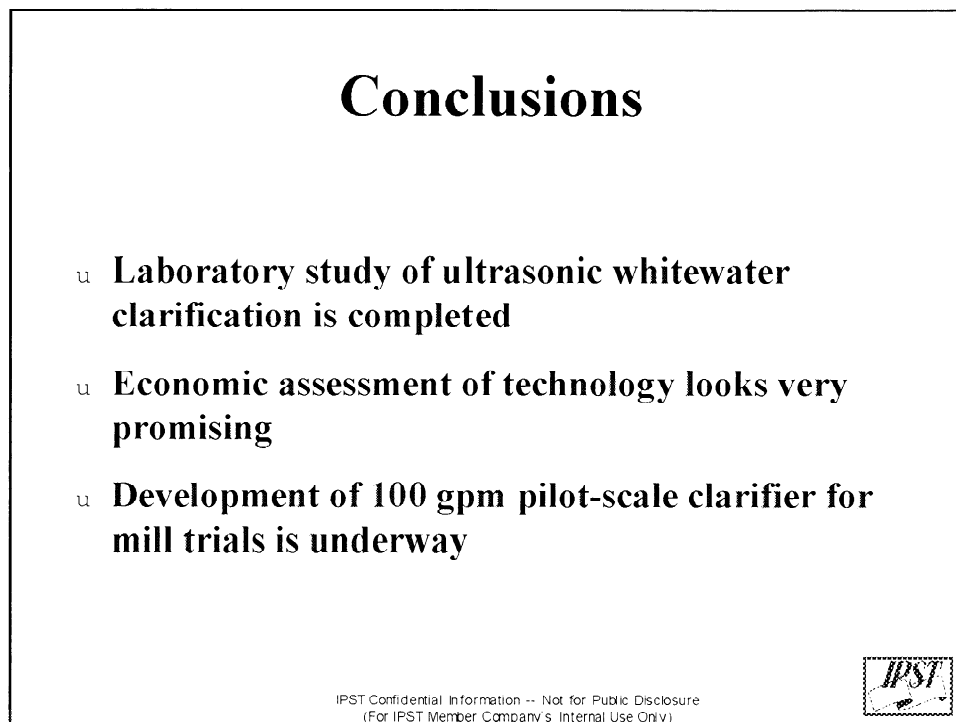 Conclusions
u Laboratory study of ultrasonic whitewater
clarification is completed
u Economic assessment of technology looks very
promising
u Development of 100 gpm pilot-scale clarifier for
mill trials is underway
IPST
IPST Confidential Information -- Not for Public Disclosure
(For IPST Member Company's Internal Use Only)